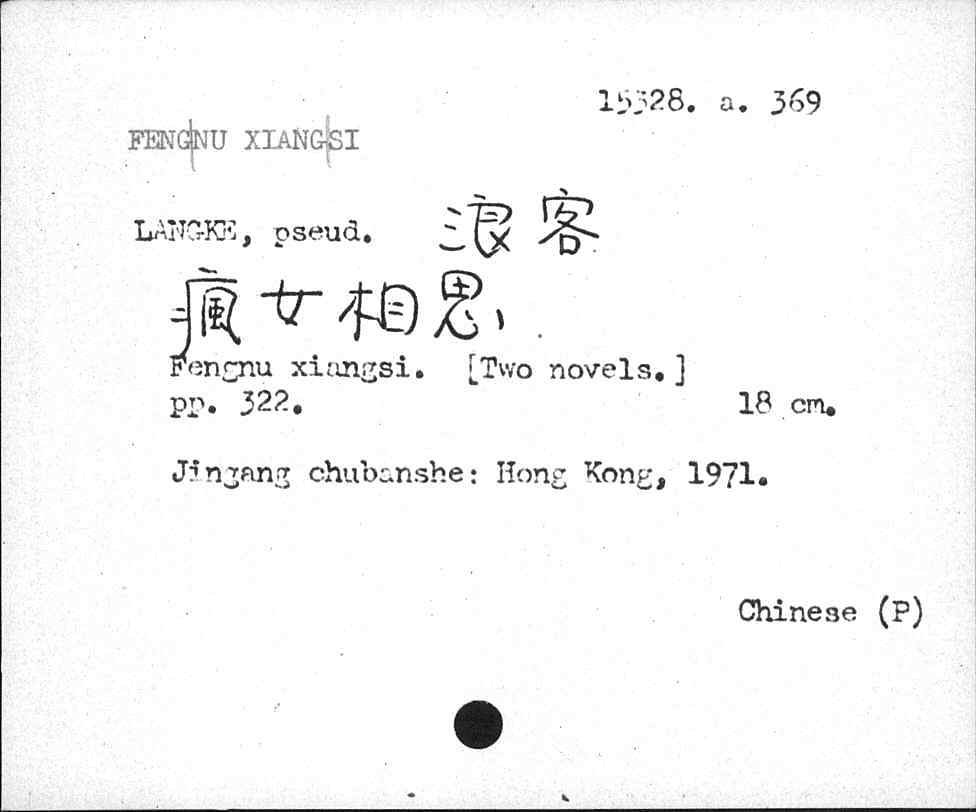 15328. a. 369
FENGNU XIANGSI
LANGKE, pseud. 浪客
瘋女相思
Fengnu xiangsi. [Two novels.]
pp. 322. 18 cm.
Jingang chubanshe: Hong Kong, 1971.
Chinese (P)